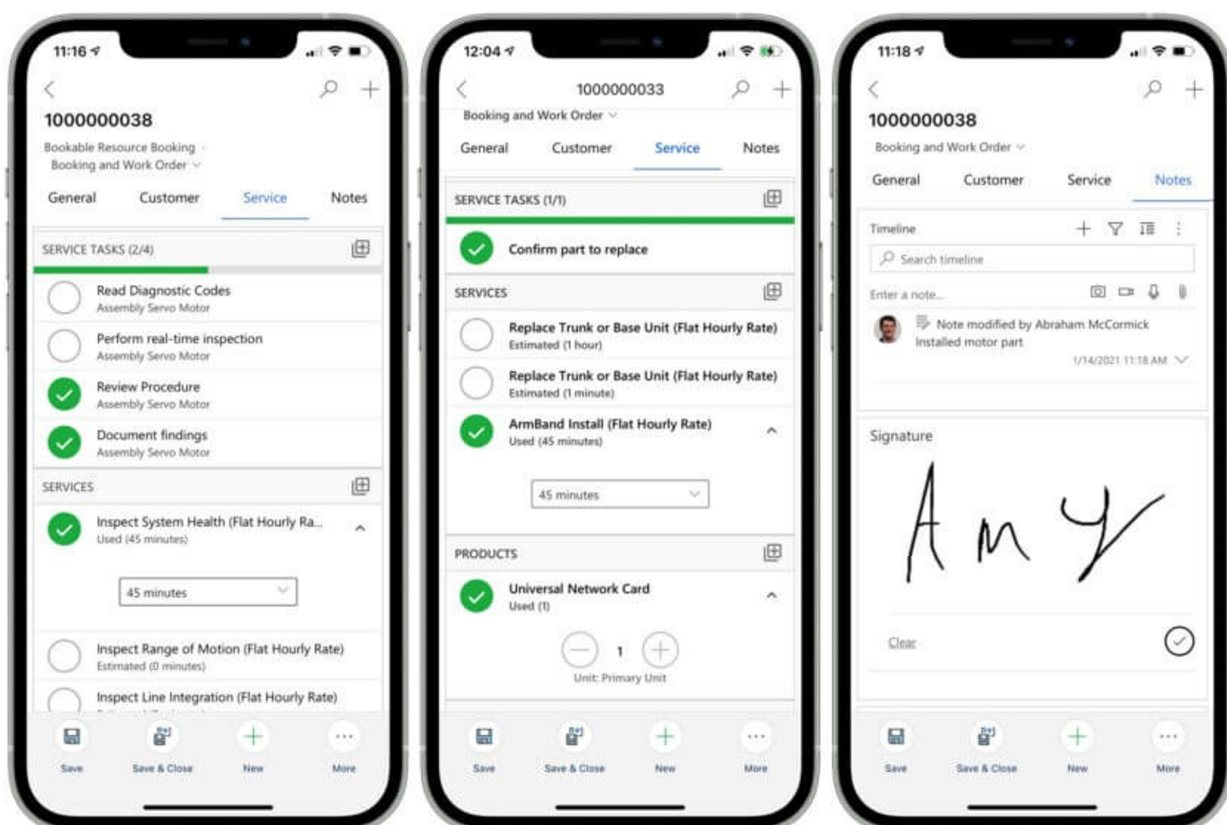 11:16
1000000038
Bookable Resource Booking ·
Booking and Work Order
General Customer Service Notes
SERVICE TASKS (2/4)
Read Diagnostic Codes
Assembly Servo Motor
Perform real-time inspection
Assembly Servo Motor
Review Procedure
Assembly Servo Motor
Document findings
Assembly Servo Motor
SERVICES
Inspect System Health (Flat Hourly Ra...
Used (45 minutes)
45 minutes
Inspect Range of Motion (Flat Hourly Rate)
Estimated (0 minutes)
Inspect Line Integration (Flat Hourly Rate)
Save Save & Close New More
12:04
1000000033
Booking and Work Order
General Customer Service Notes
SERVICE TASKS (1/1)
Confirm part to replace
SERVICES
Replace Trunk or Base Unit (Flat Hourly Rate)
Estimated (1 hour)
Replace Trunk or Base Unit (Flat Hourly Rate)
Estimated (1 minute)
ArmBand Install (Flat Hourly Rate)
Used (45 minutes)
45 minutes
PRODUCTS
Universal Network Card
Used (1)
1
Unit: Primary Unit
Save Save & Close New More
11:18
1000000038
Booking and Work Order
General Customer Service Notes
Timeline
Search timeline
Enter a note...
Note modified by Abraham McCormick
Installed motor part
1/14/2021 11:18 AM
Signature
Amy
Clear
Save Save & Close New More